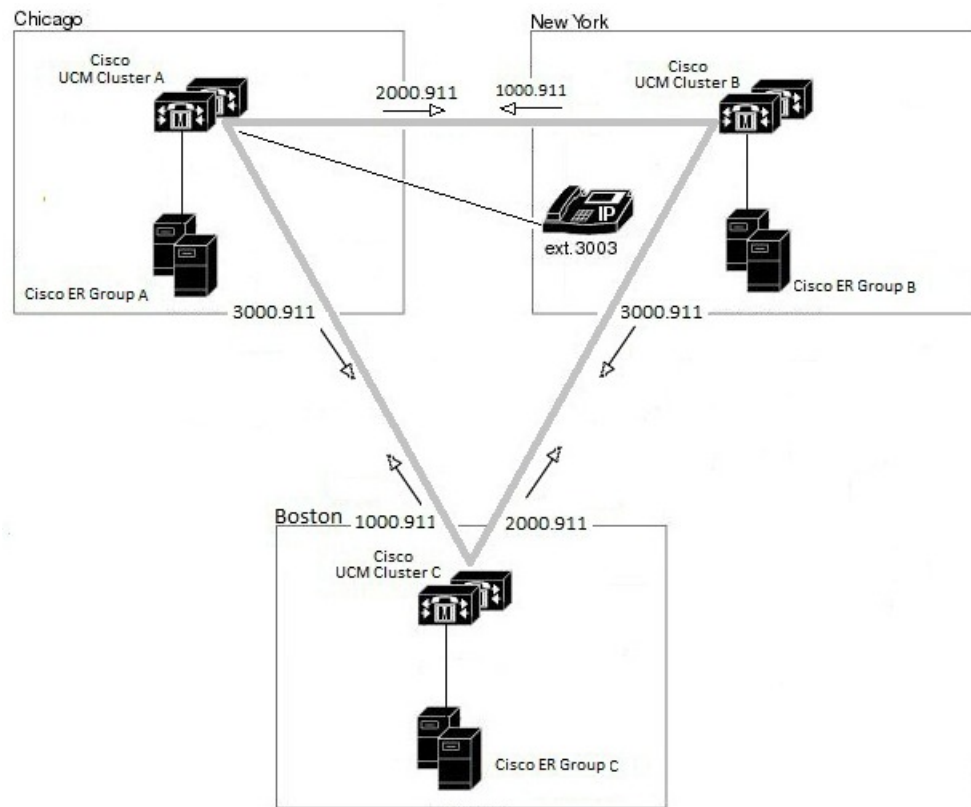 Chicago
New York
Cisco
UCM Cluster A
2000.911
1000.911
Cisco
UCM Cluster B
M
M
IP
ext.3003
Cisco ER Group A
Cisco ER Group B
3000.911
3000.911
Boston
1000.911
2000.911
Cisco
UCM Cluster C
M
Cisco ER Group C